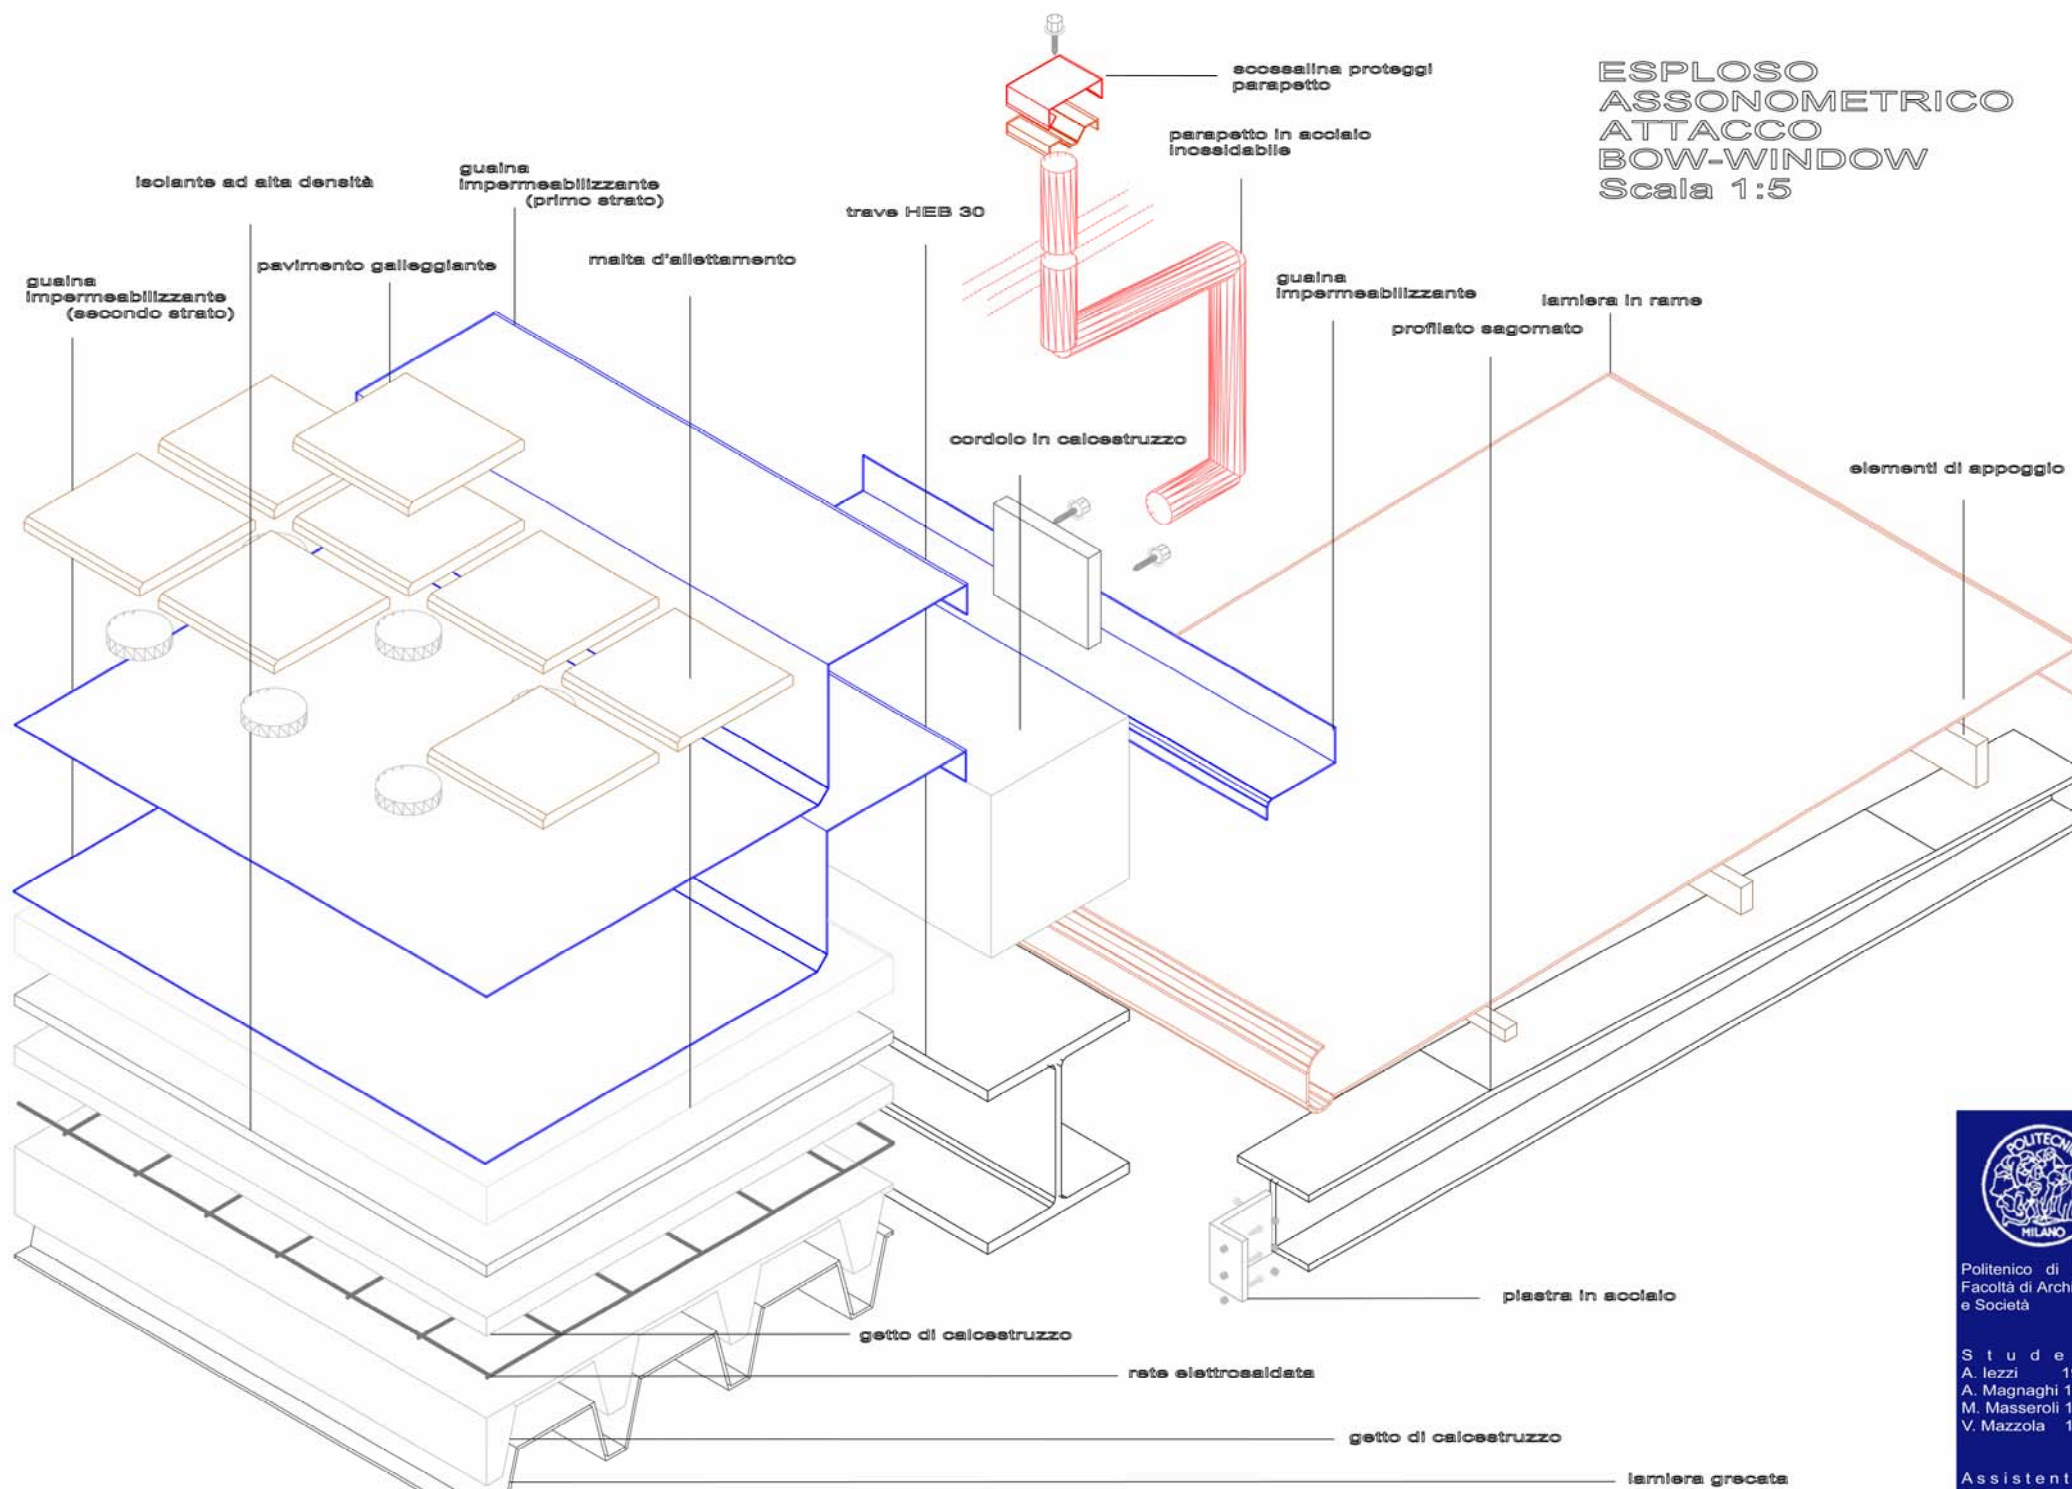 ESPLOSO
ASSONOMETRICO
ATTACCO
BOW-WINDOW
Scala 1:5
scossalina proteggi
parapetto
parapetto in acciaio
inossidabile
guaina
impermeabilizzante
(primo strato)
isolante ad alta densità
trave HEB 30
malta d'allettamento
pavimento galleggiante
guaina
impermeabilizzante
(secondo strato)
guaina
impermeabilizzante
lamiera in rame
profilato sagomato
cordolo in calcestruzzo
elementi di appoggio
piastra in acciaio
getto di calcestruzzo
rete elettrosaldata
getto di calcestruzzo
lamiera grecata
MILANO
Politenico di
Facoltà di
e Società
A. Iezzi
A. Magnaghi
M. Masseroli
V. Mazzola